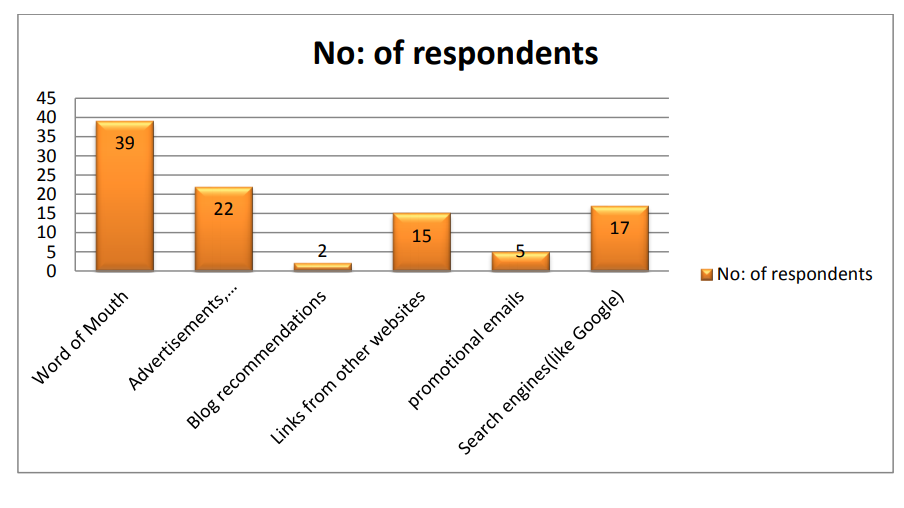 No: of respondents
45
40
35
30
25
20
15
10
5
0
39
22
2
15
5
17
Word of Mouth
Advertisements,...
Blog recommendations
Links from other websites
promotional emails
Search engines(like Google)
No: of respondents